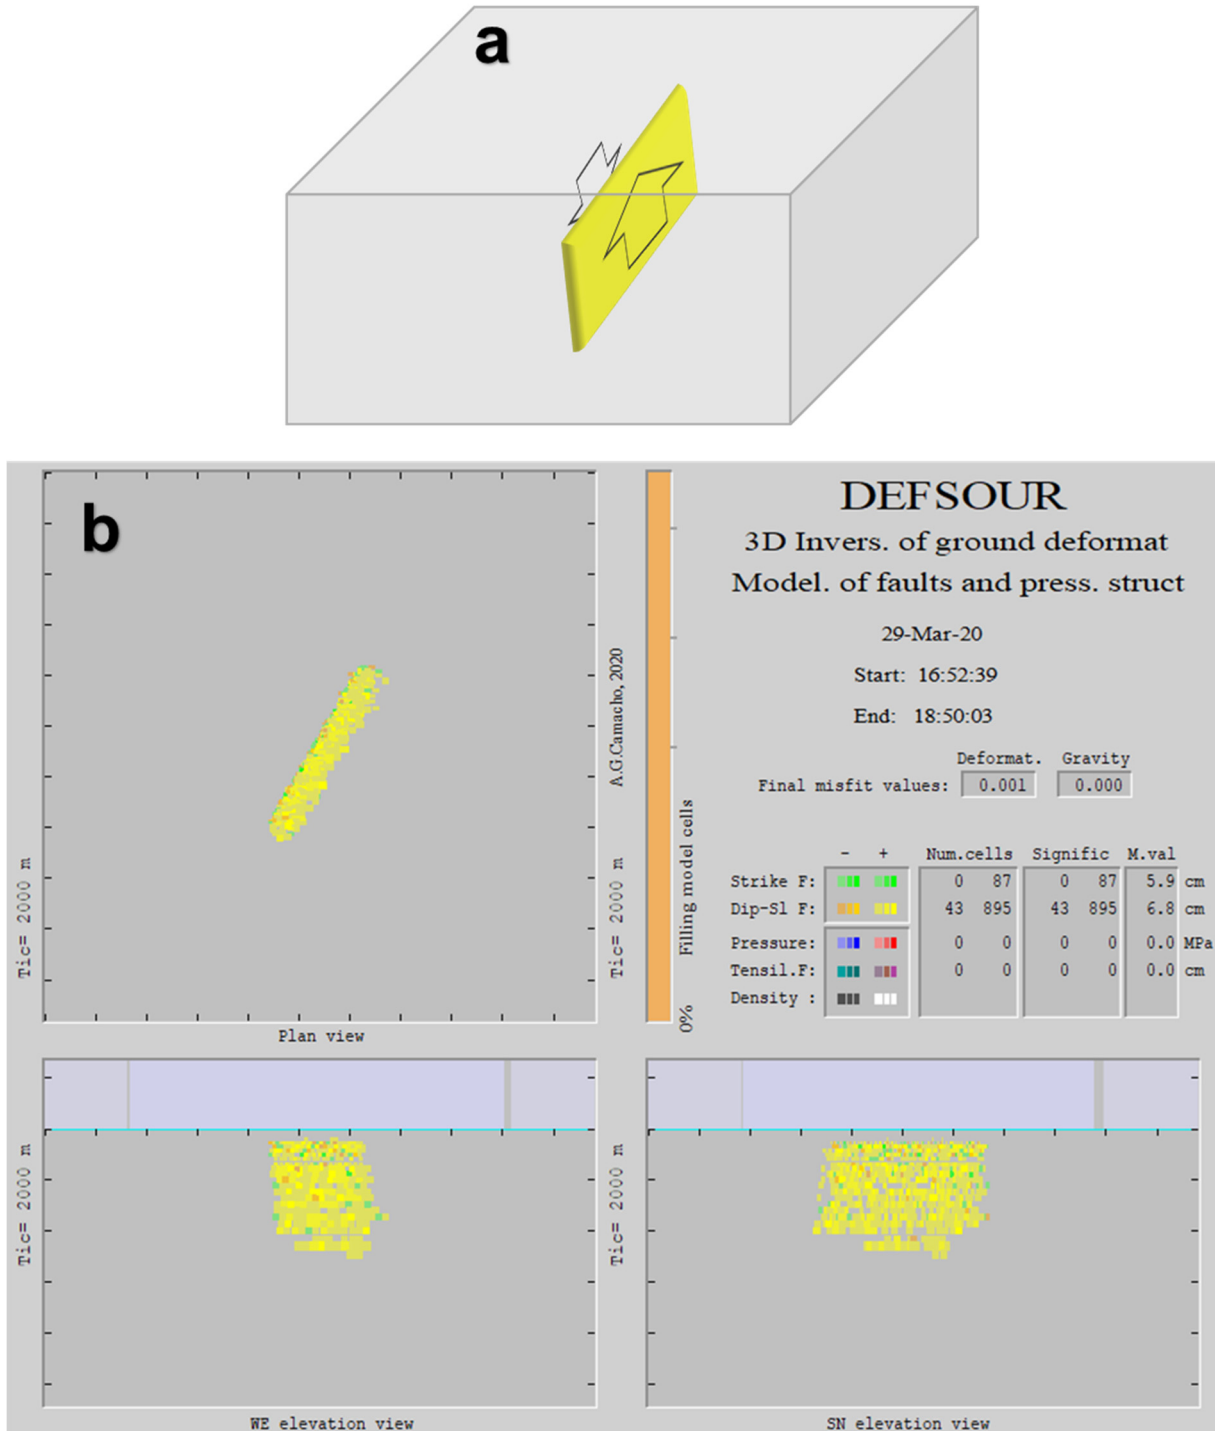 a
b
DEFSOUR
3D Invers. of ground deformat
Model. of faults and press. struct
29-Mar-20
Start: 16:52:39
End: 18:50:03
Deformat. Gravity
Final misfit values: 0.001 0.000
- + Num.cells Signific M.val
Strike F: 0 87 0 87 5.9 cm
Dip-Sl F: 43 895 43 895 6.8 cm
Pressure: 0 0 0 0 0.0 MPa
Tensil.F: 0 0 0 0 0.0 cm
Density :
Tic= 2000 m
Plan view
A.G.Camacho, 2020
Tic= 2000 m
0%
Filling model cells
Tic= 2000 m
WE elevation view
Tic= 2000 m
SN elevation view